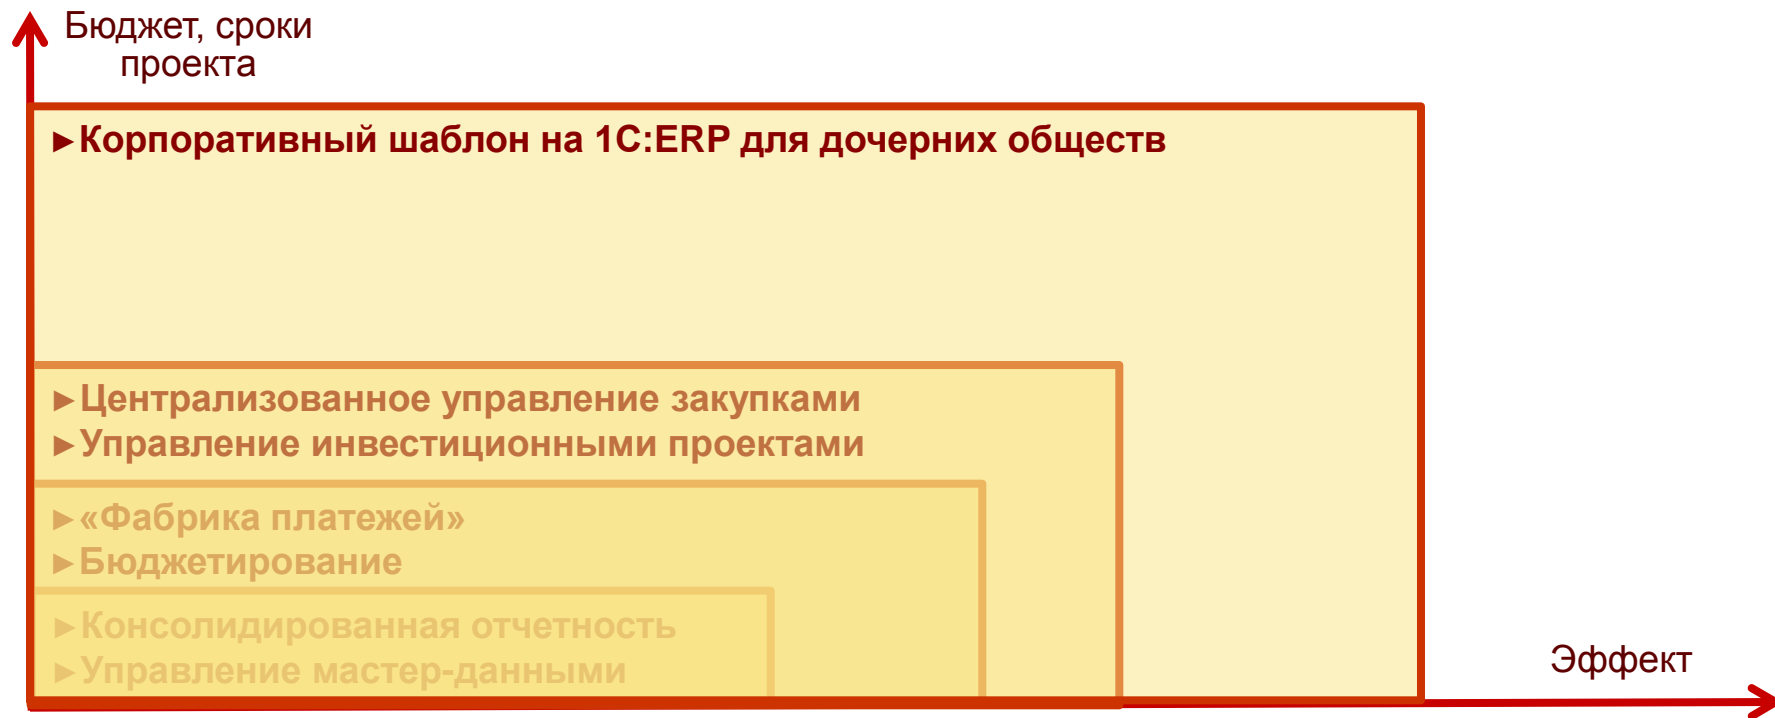 Бюджет, сроки
проекта
►Корпоративный шаблон на 1С:ERP для дочерних обществ
►Централизованное управление закупками
►Управление инвестиционными проектами
►«Фабрика платежей»
►Бюджетирование
►Консолидированная отчетность
►Управление мастер-данными
Эффект